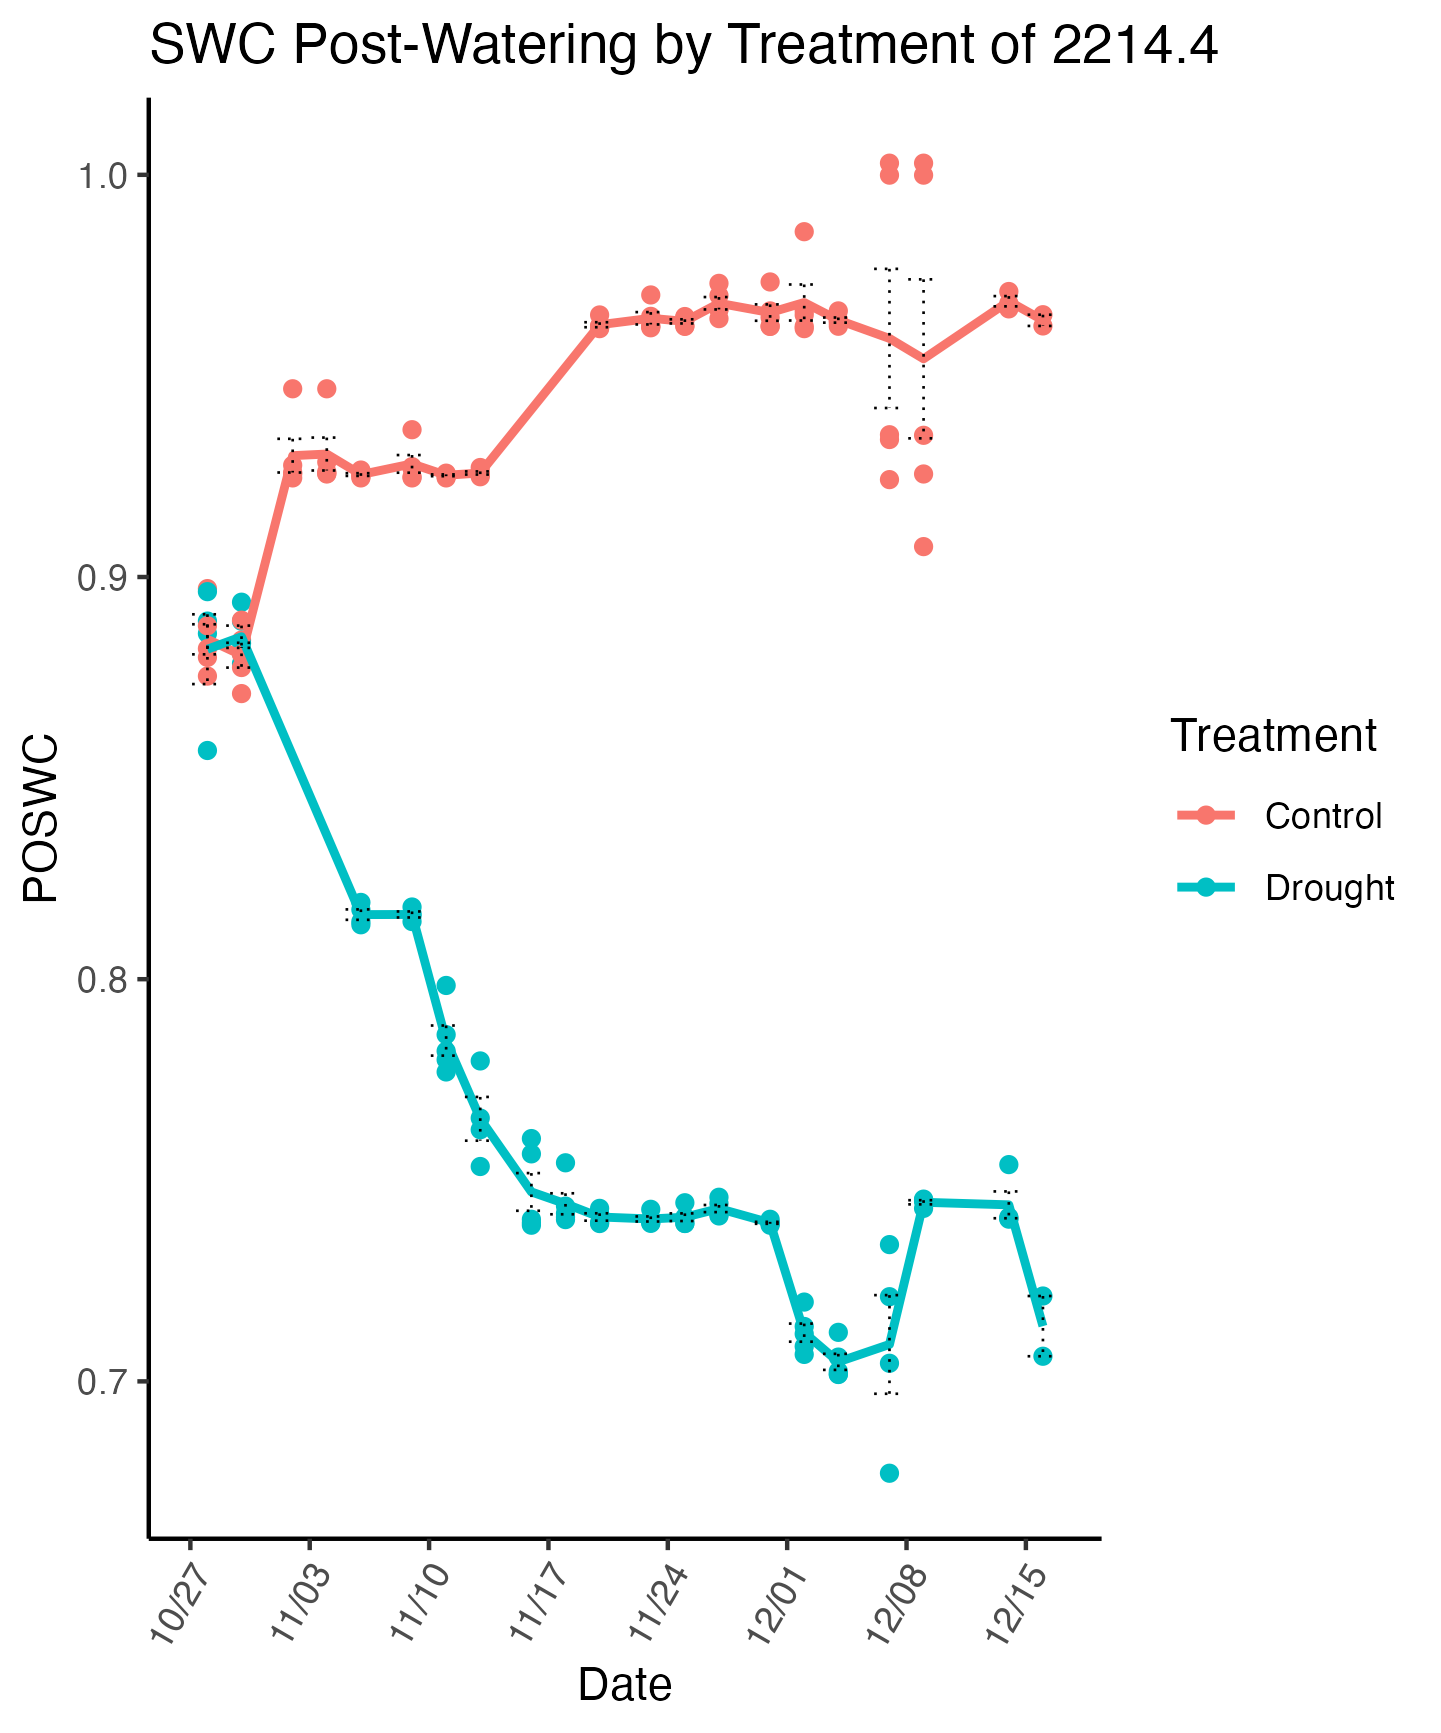 SWC Post-Watering by Treatment of 2214.4
1.0
0.9
0.8
0.7
POSWC
10/27
11/03
11/10
11/17
11/24
12/01
12/08
12/15
Date
Treatment
Control
Drought